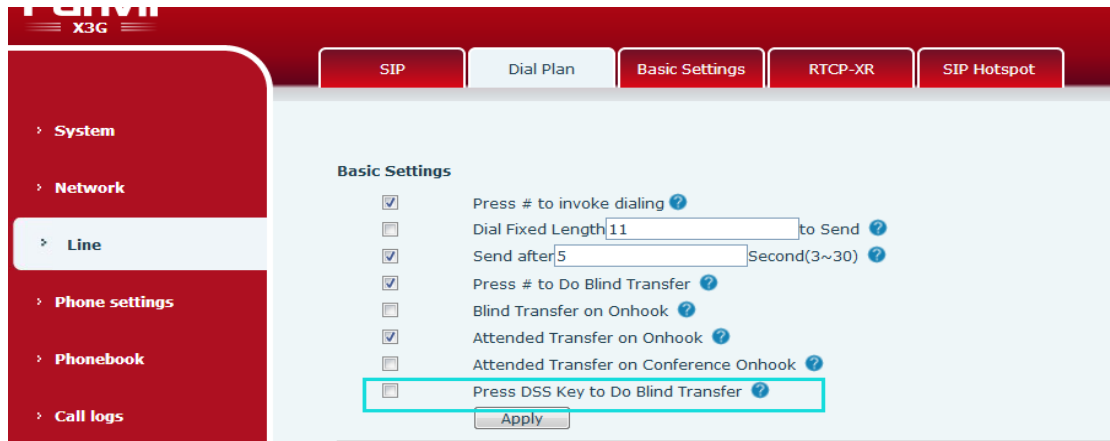 X3G
SIP
Dial Plan
Basic Settings
RTCP-XR
SIP Hotspot
› System
› Network
› Line
› Phone settings
› Phonebook
› Call logs
Basic Settings
Press # to invoke dialing ?
Dial Fixed Length 11 to Send ?
Send after 5 Second(3~30) ?
Press # to Do Blind Transfer ?
Blind Transfer on Onhook ?
Attended Transfer on Onhook ?
Attended Transfer on Conference Onhook ?
Press DSS Key to Do Blind Transfer ?
Apply